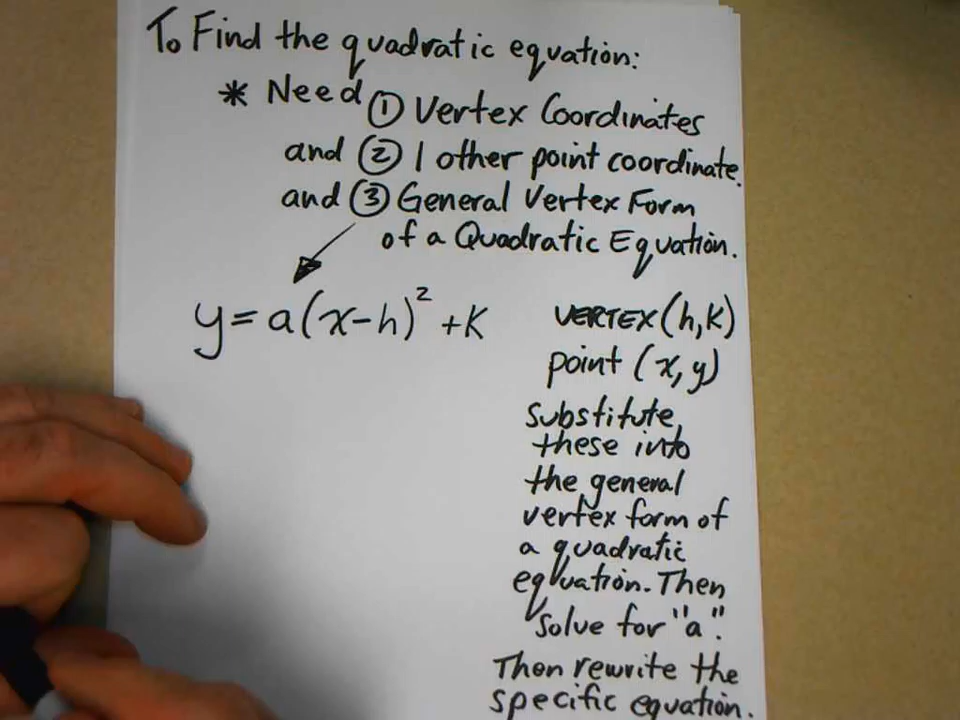 To Find the quadratic equation:
* Need ① Vertex Coordinates
and ② 1 other point coordinate.
and ③ General Vertex Form
of a Quadratic Equation.
y = a(x-h)² + K
VERTEX (h, K)
point (x, y)
Substitute,
these into
the general
vertex form of
a quadratic
equation. Then
solve for "a".
Then rewrite the
specific equation.